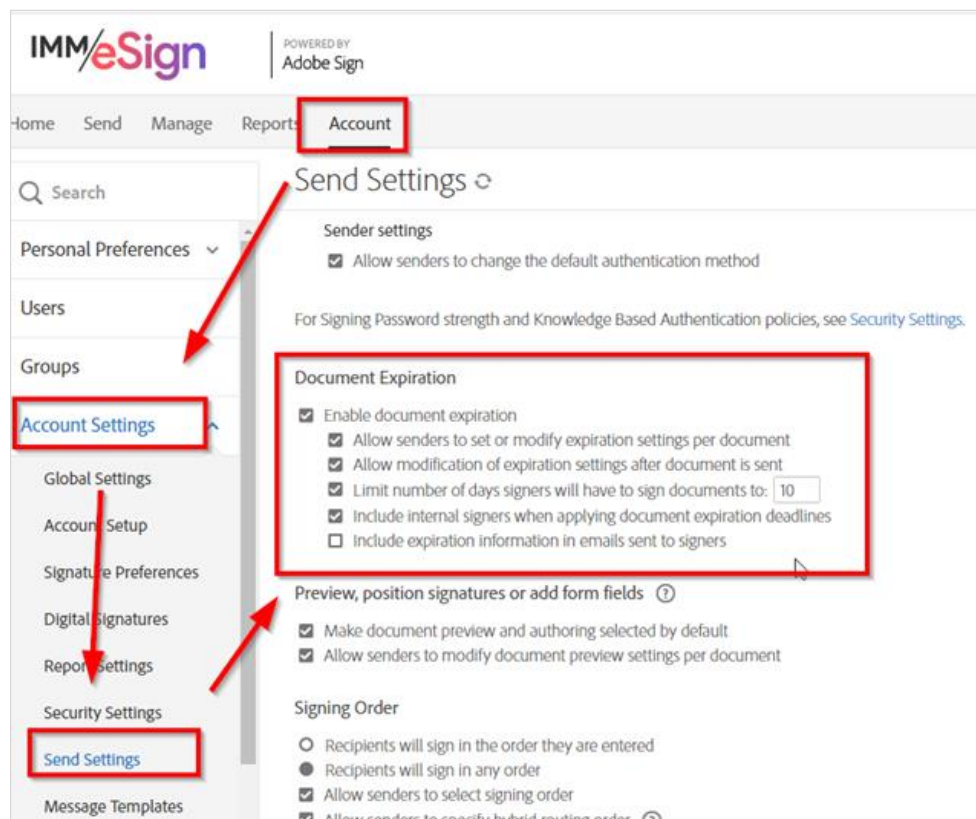 IMM/eSign
POWERED BY
Adobe Sign
Home Send Manage Reports Account
Search
Personal Preferences
Users
Groups
Account Settings
Global Settings
Account Setup
Signature Preferences
Digital Signatures
Report Settings
Security Settings
Send Settings
Message Templates
Send Settings
Sender settings
Allow senders to change the default authentication method
For Signing Password strength and Knowledge Based Authentication policies, see Security Settings.
Document Expiration
Enable document expiration
Allow senders to set or modify expiration settings per document
Allow modification of expiration settings after document is sent
Limit number of days signers will have to sign documents to: 10
Include internal signers when applying document expiration deadlines
Include expiration information in emails sent to signers
Preview, position signatures or add form fields ?
Make document preview and authoring selected by default
Allow senders to modify document preview settings per document
Signing Order
Recipients will sign in the order they are entered
Recipients will sign in any order
Allow senders to select signing order
Allow senders to specify hybrid routing order ?